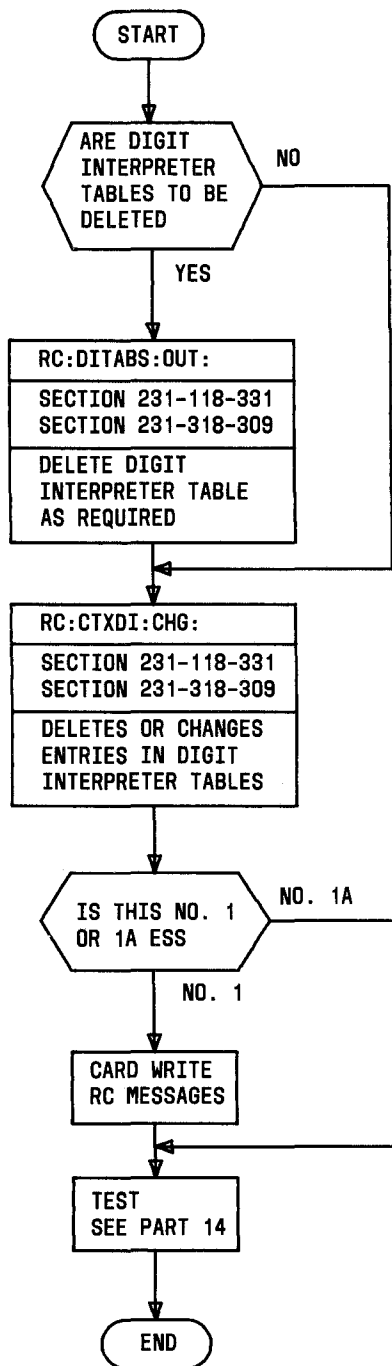 START
ARE DIGIT
INTERPRETER
TABLES TO BE
DELETED
NO
YES
RC:DITABS:OUT:
SECTION 231-118-331
SECTION 231-318-309
DELETE DIGIT
INTERPRETER TABLE
AS REQUIRED
RC:CTXDI:CHG:
SECTION 231-118-331
SECTION 231-318-309
DELETES OR CHANGES
ENTRIES IN DIGIT
INTERPRETER TABLES
IS THIS NO. 1
OR 1A ESS
NO. 1A
NO. 1
CARD WRITE
RC MESSAGES
TEST
SEE PART 14
END